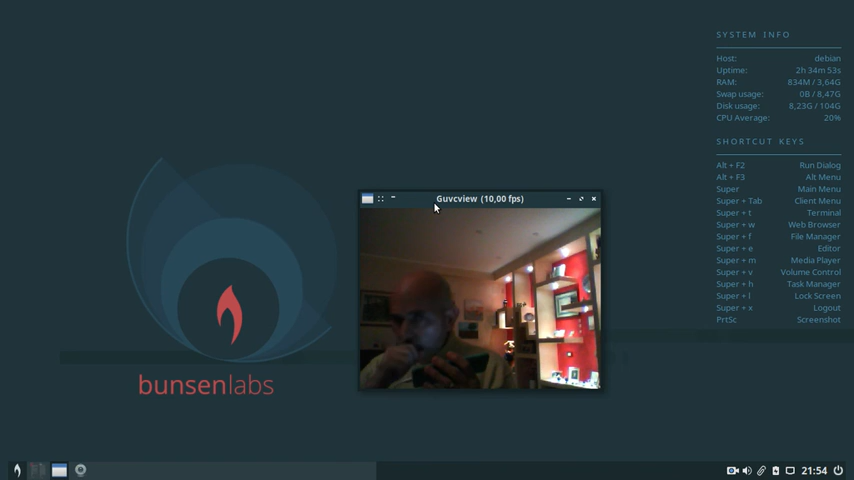 SYSTEM INFO
Host: debian
Uptime: 2h 34m 53s
RAM: 834M / 3,64G
Swap usage: 0B / 8,47G
Disk usage: 8,23G / 104G
CPU Average: 20%
SHORTCUT KEYS
Alt + F2 Run Dialog
Alt + F3 Alt Menu
Super Main Menu
Super + Tab Client Menu
Super + t Terminal
Super + w Web Browser
Super + f File Manager
Super + e Editor
Super + m Media Player
Super + v Volume Control
Super + h Task Manager
Super + l Lock Screen
Super + x Logout
PrtSc Screenshot
Guvcview (10,00 fps)
bunsenlabs
21:54